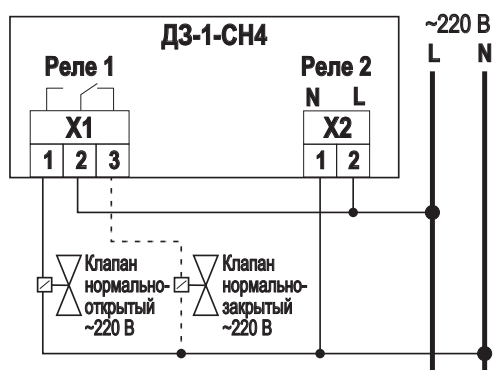 ДЗ-1-СН4
~220 В
L N
Реле 1
Реле 2
N L
X1
X2
1 2 3
1 2
Клапан
нормально-
открытый
~220 В
Клапан
нормально-
закрытый
~220 В